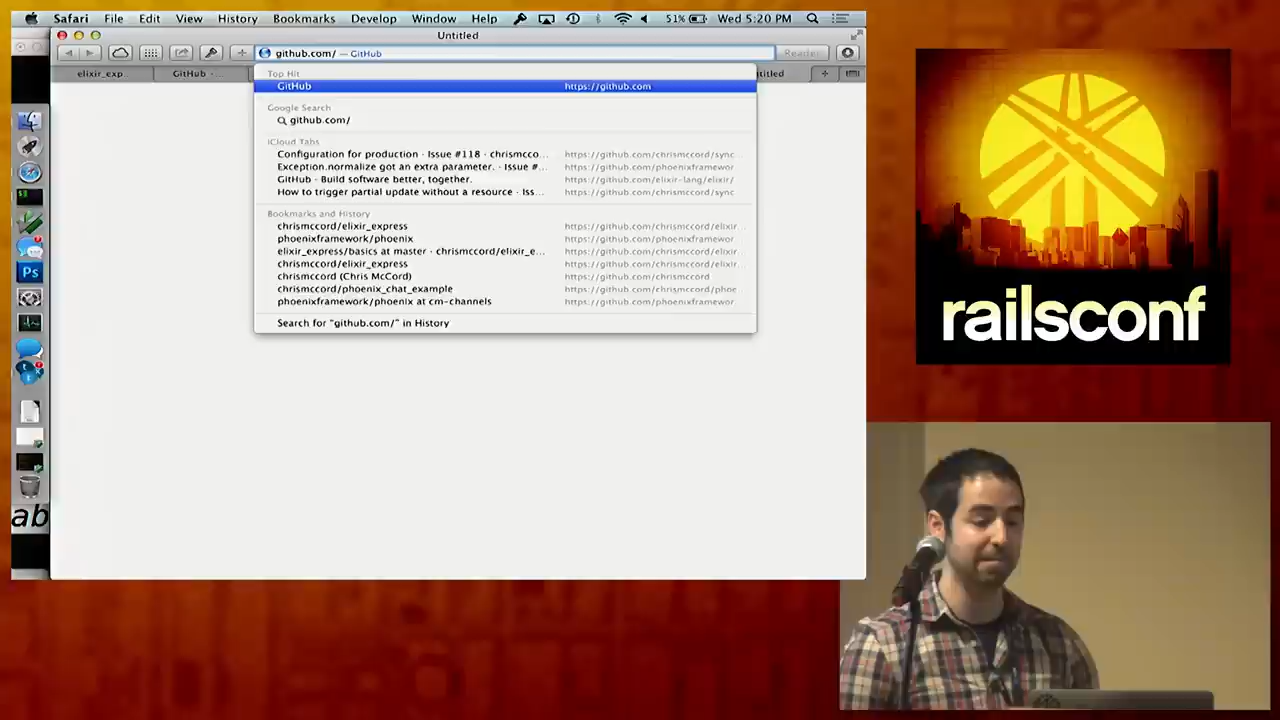 Safari File Edit View History Bookmarks Develop Window Help 51% Wed 5:20 PM
Untitled
github.com/ — GitHub Reader
elixir_exp... GitHub · ... titled
Top Hit
GitHub https://github.com
Google Search
github.com/
iCloud Tabs
Configuration for production · Issue #118 · chrismcco... https://github.com/chrismccord/sync
Exception normalize got an extra parameter. · Issue #... https://github.com/phoenixframewor
GitHub · Build software better, together. https://github.com/elixir-lang/elixir/
How to trigger partial update without a resource · Iss... https://github.com/chrismccord/sync
Bookmarks and History
chrismccord/elixir_express https://github.com/chrismccord/elixir...
phoenixframework/phoenix https://github.com/phoenixframewor
elixir_express/basics at master · chrismccord/elixir_e... https://github.com/chrismccord/elixir...
chrismccord/elixir_express https://github.com/chrismccord/elixir...
chrismccord (Chris McCord) https://github.com/chrismccord
chrismccord/phoenix_chat_example https://github.com/chrismccord/phoe
phoenixframework/phoenix at cm-channels https://github.com/phoenixframewor
Search for "github.com/" in History
Ps
ab
railsconf